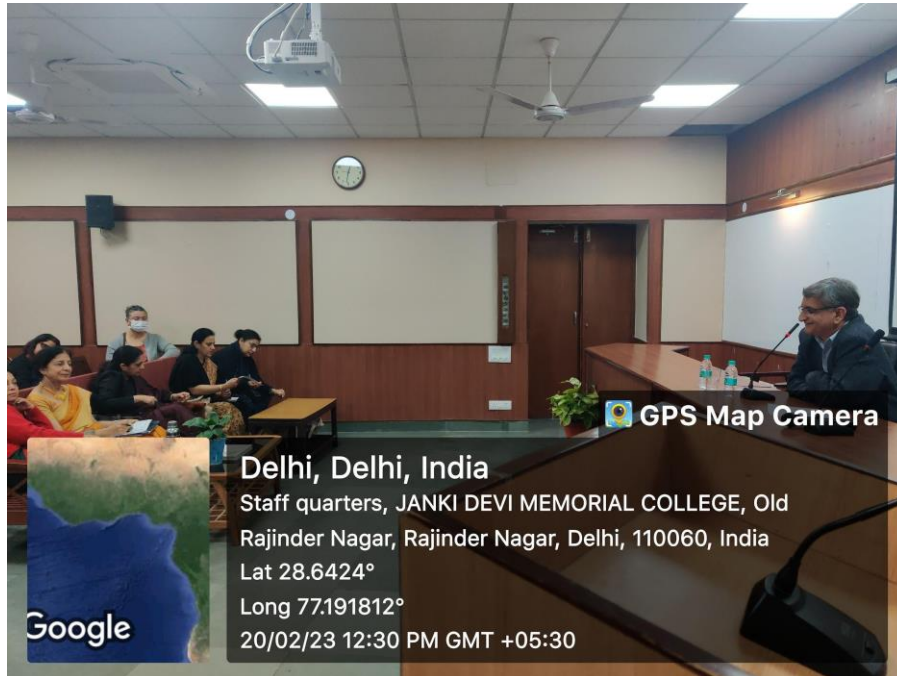 GPS Map Camera
Delhi, Delhi, India
Staff quarters, JANKI DEVI MEMORIAL COLLEGE, Old
Rajinder Nagar, Rajinder Nagar, Delhi, 110060, India
Lat 28.6424°
Long 77.191812°
20/02/23 12:30 PM GMT +05:30
Google